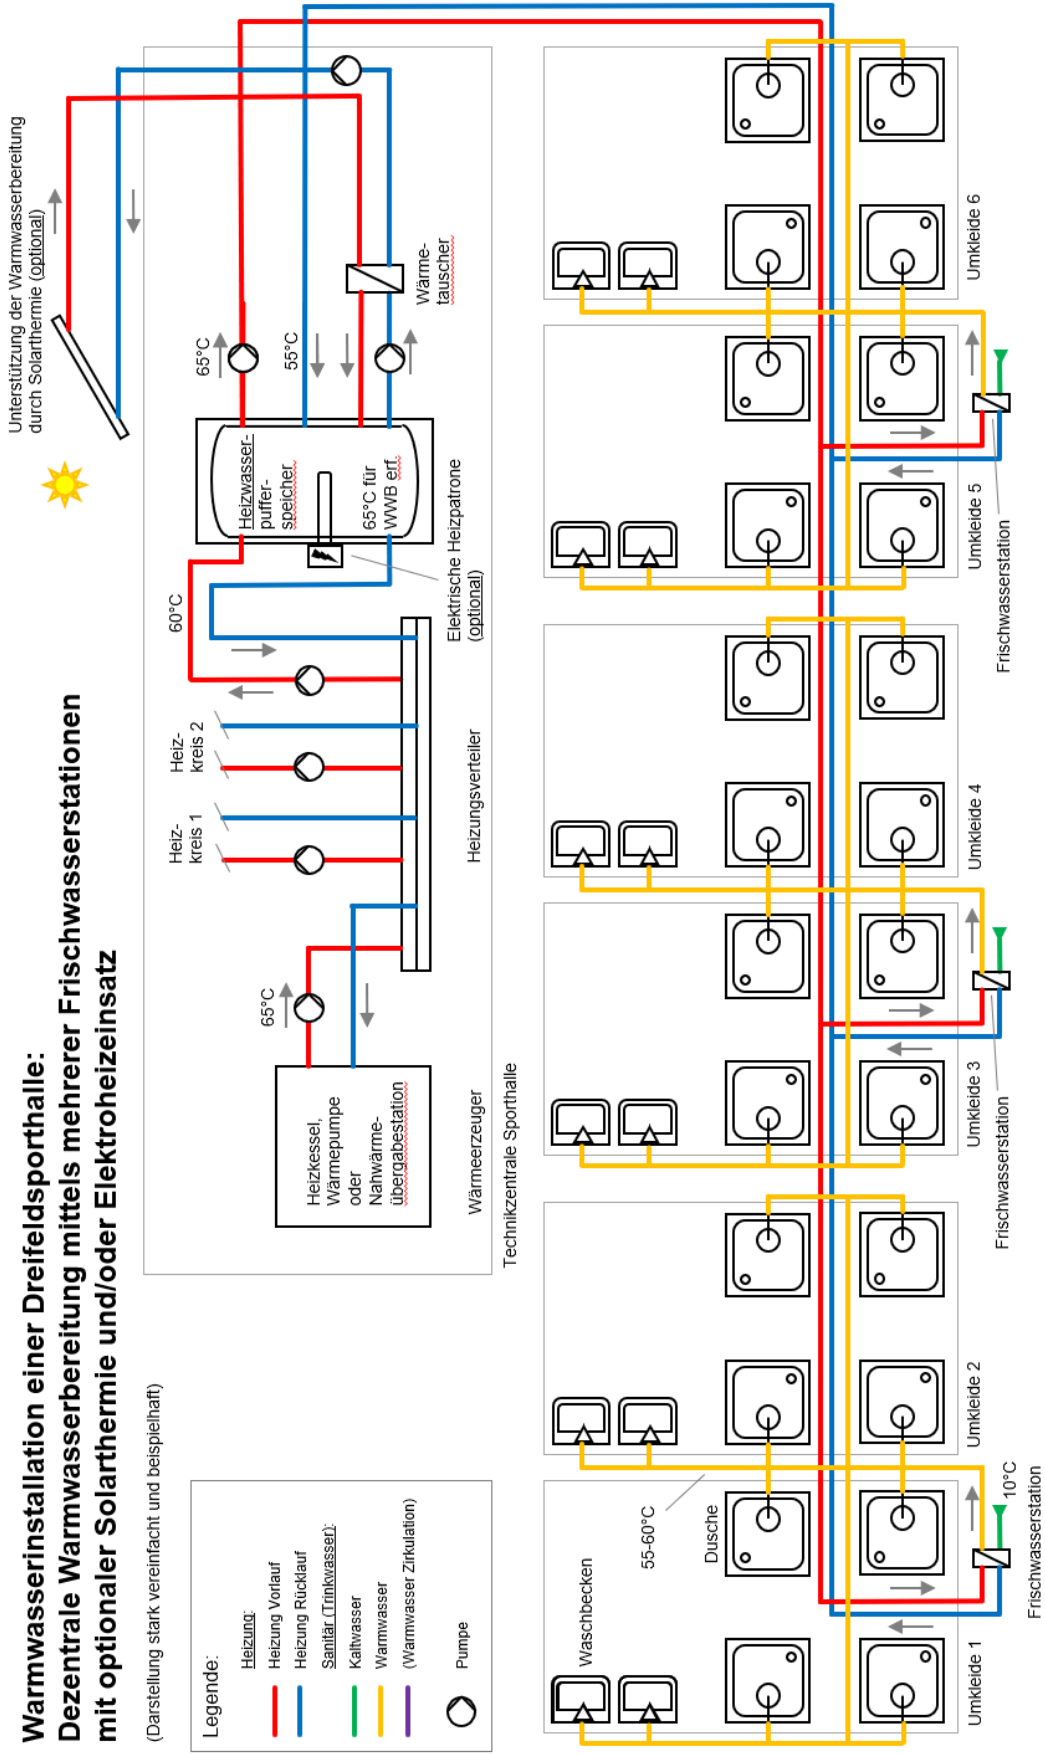 Warmwasserinstallation einer Dreifeldsporthalle:
Dezentrale Warmwasserbereitung mittels mehrerer Frischwasserstationen
mit optionaler Solarthermie und/oder Elektroheizeinsatz
(Darstellung stark vereinfacht und beispielhaft)
Unterstützung der Warmwasserbereitung
durch Solarthermie (optional)
Legende:
Heizung:
Heizung Vorlauf
Heizung Rücklauf
Sanitär (Trinkwasser):
Kaltwasser
Warmwasser
(Warmwasser Zirkulation)
Pumpe
Heizkessel,
Wärmepumpe
oder
Nahwärme-
übergabestation
Wärmeerzeuger
Technikzentrale Sporthalle
65°C
Heiz-
kreis 1
Heiz-
kreis 2
Heizungsverteiler
60°C
Elektrische Heizpatrone
(optional)
Heizwasser-
puffer-
speicher
65°C für
WWB erf.
65°C
55°C
Wärme-
tauscher
Waschbecken
55-60°C
Dusche
Umkleide 1
Umkleide 2
Umkleide 3
Umkleide 4
Umkleide 5
Umkleide 6
10°C
Frischwasserstation
Frischwasserstation
Frischwasserstation